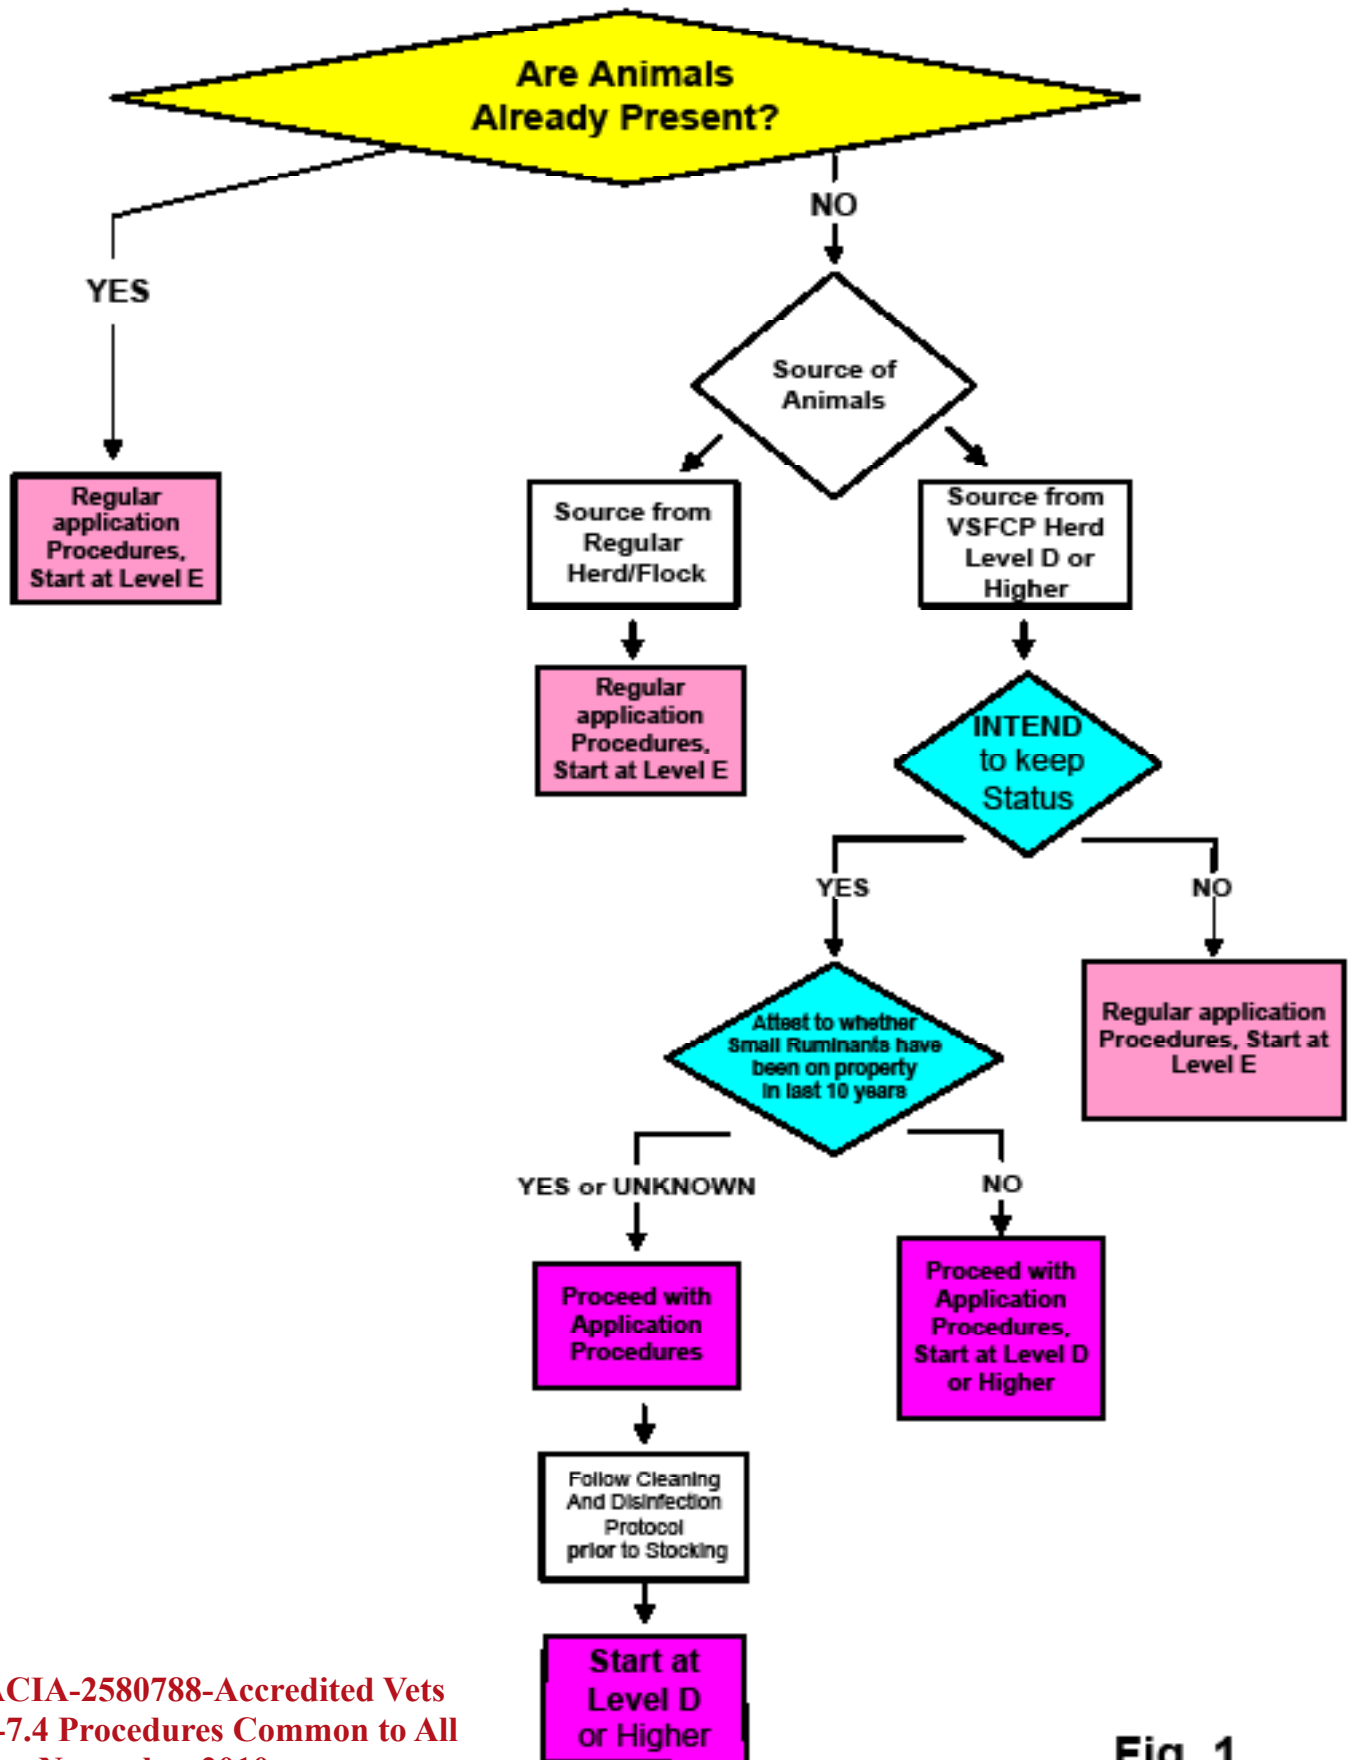 Are Animals
Already Present?
NO
YES
Source of
Animals
Regular
application
Procedures,
Start at Level E
Source from
Regular
Herd/Flock
Source from
VSFCP Herd
Level D or
Higher
Regular
application
Procedures,
Start at Level E
INTEND
to keep
Status
YES
NO
Attest to whether
Small Ruminants have
been on property
in last 10 years
Regular application
Procedures, Start at
Level E
YES or UNKNOWN
NO
Proceed with
Application
Procedures
Proceed with
Application
Procedures,
Start at Level D
or Higher
Follow Cleaning
And Disinfection
Protocol
prior to Stocking
Start at
Level D
or Higher
ACIA-2580788-Accredited Vets
-7.4 Procedures Common to All
Fig. 1